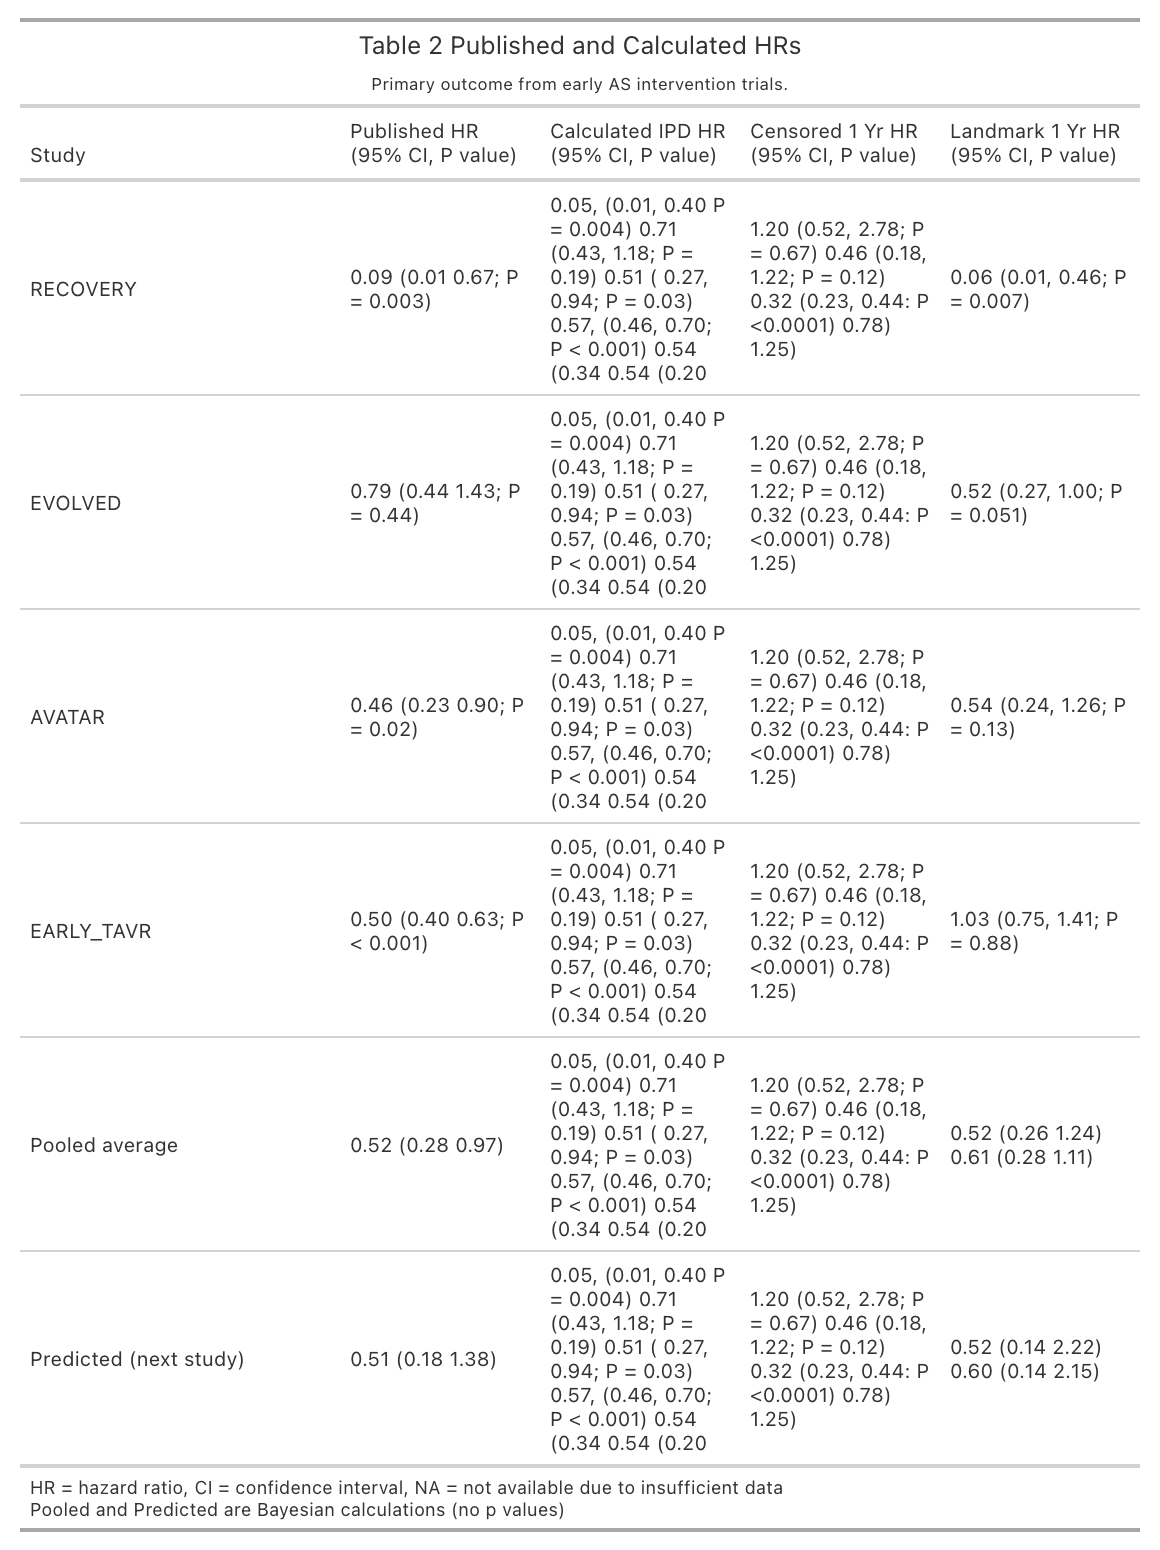 Table 2 Published and Calculated HRs
Primary outcome from early AS intervention trials.
Study
Published HR
(95% CI, P value)
Calculated IPD HR
(95% CI, P value)
Censored 1 Yr HR
(95% CI, P value)
Landmark 1 Yr HR
(95% CI, P value)
RECOVERY
0.09 (0.01 0.67; P
= 0.003)
0.05, (0.01, 0.40 P
= 0.004) 0.71
(0.43, 1.18; P =
0.19) 0.51 ( 0.27,
0.94; P = 0.03)
0.57, (0.46, 0.70;
P < 0.001) 0.54
(0.34 0.54 (0.20
1.20 (0.52, 2.78; P
= 0.67) 0.46 (0.18,
1.22; P = 0.12)
0.32 (0.23, 0.44: P
<0.0001) 0.78)
1.25)
0.06 (0.01, 0.46; P
= 0.007)
EVOLVED
0.79 (0.44 1.43; P
= 0.44)
0.05, (0.01, 0.40 P
= 0.004) 0.71
(0.43, 1.18; P =
0.19) 0.51 ( 0.27,
0.94; P = 0.03)
0.57, (0.46, 0.70;
P < 0.001) 0.54
(0.34 0.54 (0.20
1.20 (0.52, 2.78; P
= 0.67) 0.46 (0.18,
1.22; P = 0.12)
0.32 (0.23, 0.44: P
<0.0001) 0.78)
1.25)
0.52 (0.27, 1.00; P
= 0.051)
AVATAR
0.46 (0.23 0.90; P
= 0.02)
0.05, (0.01, 0.40 P
= 0.004) 0.71
(0.43, 1.18; P =
0.19) 0.51 ( 0.27,
0.94; P = 0.03)
0.57, (0.46, 0.70;
P < 0.001) 0.54
(0.34 0.54 (0.20
1.20 (0.52, 2.78; P
= 0.67) 0.46 (0.18,
1.22; P = 0.12)
0.32 (0.23, 0.44: P
<0.0001) 0.78)
1.25)
0.54 (0.24, 1.26; P
= 0.13)
EARLY_TAVR
0.50 (0.40 0.63; P
< 0.001)
0.05, (0.01, 0.40 P
= 0.004) 0.71
(0.43, 1.18; P =
0.19) 0.51 ( 0.27,
0.94; P = 0.03)
0.57, (0.46, 0.70;
P < 0.001) 0.54
(0.34 0.54 (0.20
1.20 (0.52, 2.78; P
= 0.67) 0.46 (0.18,
1.22; P = 0.12)
0.32 (0.23, 0.44: P
<0.0001) 0.78)
1.25)
1.03 (0.75, 1.41; P
= 0.88)
Pooled average
0.52 (0.28 0.97)
0.05, (0.01, 0.40 P
= 0.004) 0.71
(0.43, 1.18; P =
0.19) 0.51 ( 0.27,
0.94; P = 0.03)
0.57, (0.46, 0.70;
P < 0.001) 0.54
(0.34 0.54 (0.20
1.20 (0.52, 2.78; P
= 0.67) 0.46 (0.18,
1.22; P = 0.12)
0.32 (0.23, 0.44: P
<0.0001) 0.78)
1.25)
0.52 (0.26 1.24)
0.61 (0.28 1.11)
Predicted (next study)
0.51 (0.18 1.38)
0.05, (0.01, 0.40 P
= 0.004) 0.71
(0.43, 1.18; P =
0.19) 0.51 ( 0.27,
0.94; P = 0.03)
0.57, (0.46, 0.70;
P < 0.001) 0.54
(0.34 0.54 (0.20
1.20 (0.52, 2.78; P
= 0.67) 0.46 (0.18,
1.22; P = 0.12)
0.32 (0.23, 0.44: P
<0.0001) 0.78)
1.25)
0.52 (0.14 2.22)
0.60 (0.14 2.15)
HR = hazard ratio, CI = confidence interval, NA = not available due to insufficient data
Pooled and Predicted are Bayesian calculations (no p values)